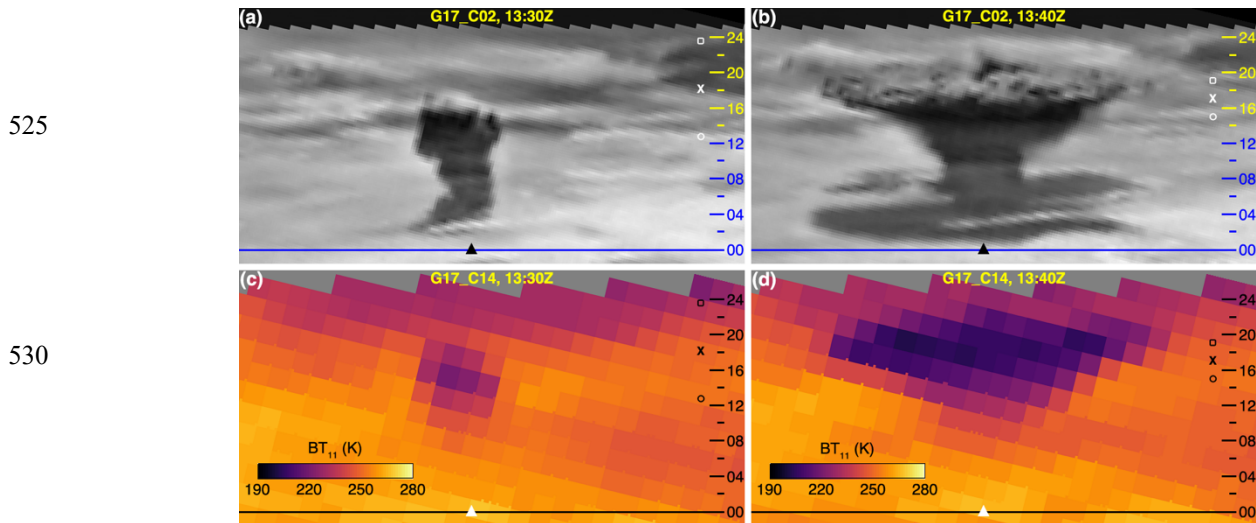 525
530
(a)
G17_C02, 13:30Z
24
20
X
16
12
08
04
00
(b)
G17_C02, 13:40Z
24
20
X
16
12
08
04
00
(c)
G17_C14, 13:30Z
24
20
X
16
12
08
04
00
BT11 (K)
190 220 250 280
(d)
G17_C14, 13:40Z
24
20
X
16
12
08
04
00
BT11 (K)
190 220 250 280